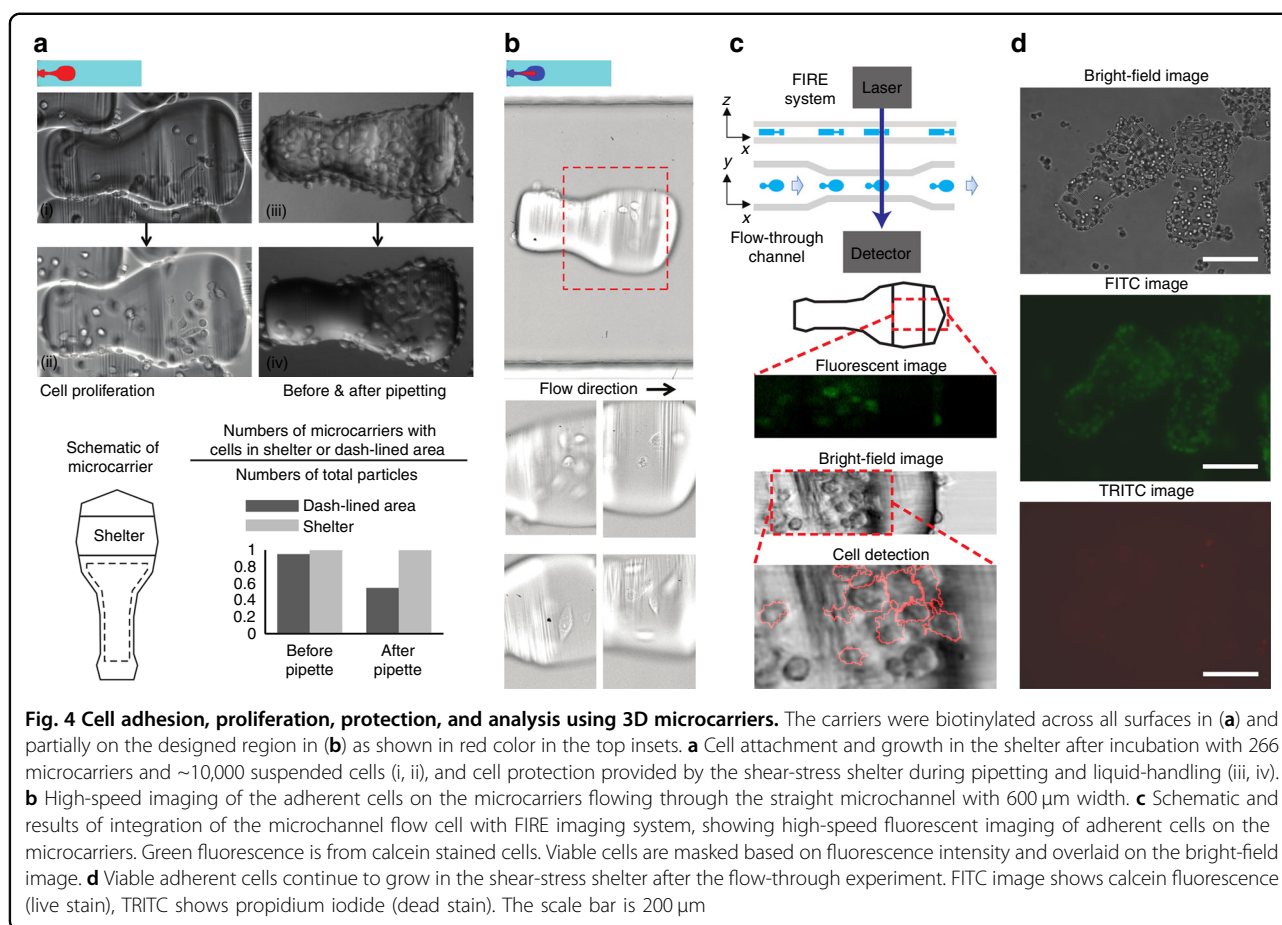 a
(i)
(iii)
(ii)
(iv)
Cell proliferation
Before & after pipetting
Schematic of
microcarrier
Shelter
Numbers of microcarriers with
cells in shelter or dash-lined area
Numbers of total particles
Dash-lined area
Shelter
1
0.8
0.6
0.4
0.2
0
Before
pipette
After
pipette
b
Flow direction
c
FIRE
system
Laser
z
x
y
x
Flow-through
channel
Detector
Fluorescent image
Bright-field image
Cell detection
d
Bright-field image
FITC image
TRITC image
Fig. 4 Cell adhesion, proliferation, protection, and analysis using 3D microcarriers. The carriers were biotinylated across all surfaces in (a) and
partially on the designed region in (b) as shown in red color in the top insets. a Cell attachment and growth in the shelter after incubation with 266
microcarriers and ~10,000 suspended cells (i, ii), and cell protection provided by the shear-stress shelter during pipetting and liquid-handling (iii, iv).
b High-speed imaging of the adherent cells on the microcarriers flowing through the straight microchannel with 600 µm width. c Schematic and
results of integration of the microchannel flow cell with FIRE imaging system, showing high-speed fluorescent imaging of adherent cells on the
microcarriers. Green fluorescence is from calcein stained cells. Viable cells are masked based on fluorescence intensity and overlaid on the bright-field
image. d Viable adherent cells continue to grow in the shear-stress shelter after the flow-through experiment. FITC image shows calcein fluorescence
(live stain), TRITC shows propidium iodide (dead stain). The scale bar is 200 µm